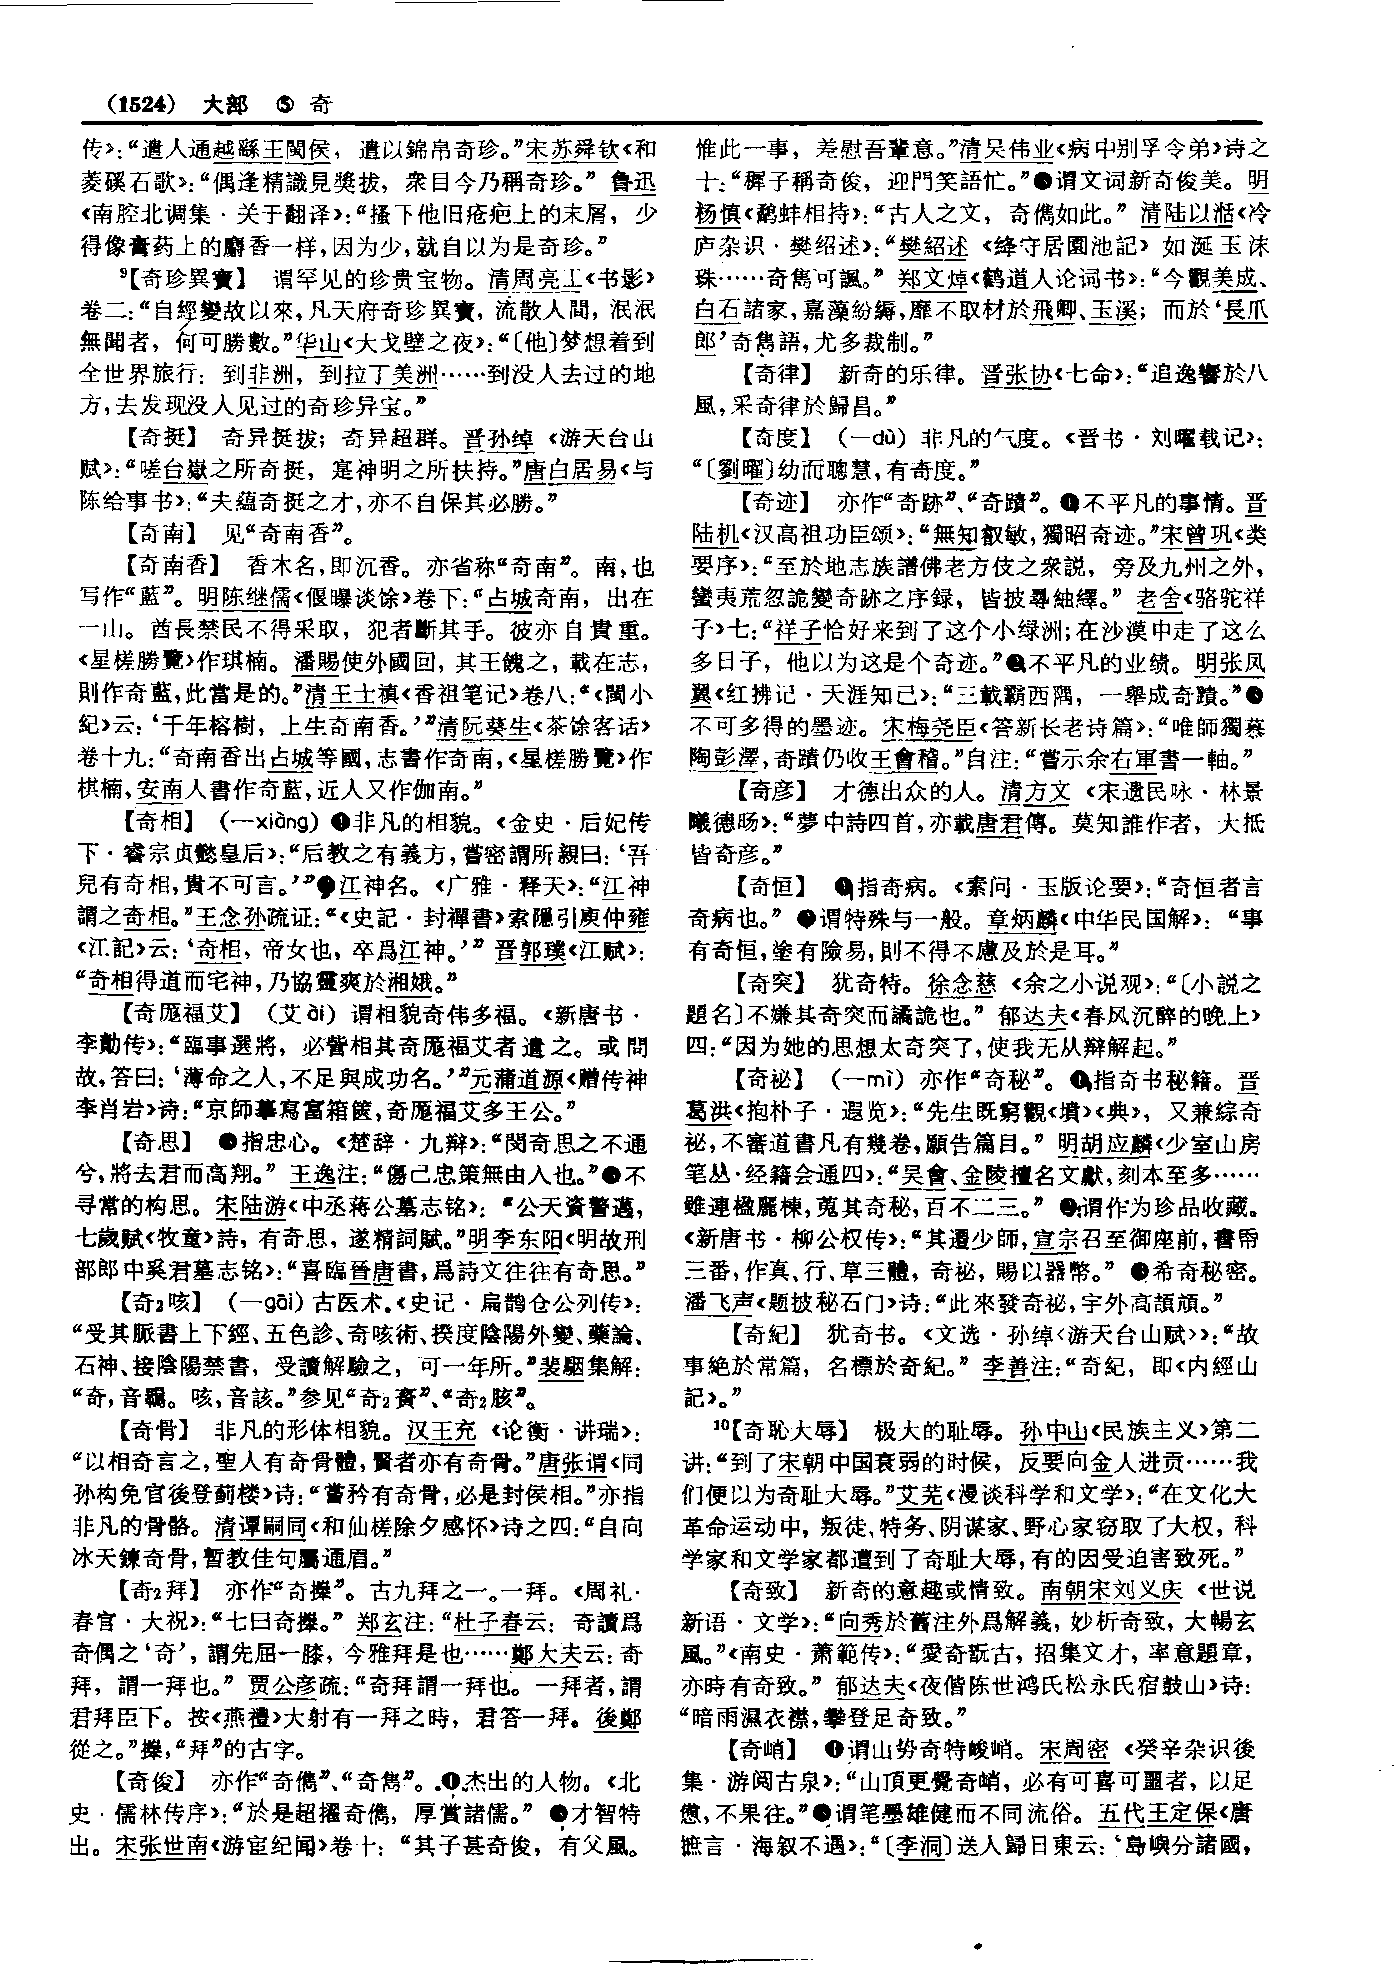 （1524） 大部 ⑤ 奇
传》：“遣人通越繇王閩侯，遺以錦帛奇珍。”宋苏舜钦《和
菱磎石歌》：“偶逢精識見獎拔，衆目今乃稱奇珍。” 鲁迅
《南腔北调集·关于翻译》：“搔下他旧疮疤上的末屑，少
得像膏药上的麝香一样，因为少，就自以为是奇珍。”
⁹【奇珍異寶】 谓罕见的珍贵宝物。清周亮工《书影》
卷二：“自經變故以來，凡天府奇珍異寶，流散人間，泯泯
無聞者，何可勝數。”华山《大戈壁之夜》：“〔他〕梦想着到
全世界旅行：到非洲，到拉丁美洲……到没人去过的地
方，去发现没人见过的奇珍异宝。”
【奇挺】 奇异挺拔；奇异超群。晋孙绰《游天台山
赋》：“嗟台嶽之所奇挺，寔神明之所扶持。”唐白居易《与
陈给事书》：“夫藴奇挺之才，亦不自保其必勝。”
【奇南】 见“奇南香”。
【奇南香】 香木名，即沉香。亦省称“奇南”。南，也
写作“藍”。明陈继儒《偃曝谈馀》卷下：“占城奇南，出在
一山。酋長禁民不得采取，犯者斷其手。彼亦自貴重。
《星槎勝覽》作琪楠。潘賜使外國回，其王餽之，載在志，
則作奇藍，此當是的。”清王士禛《香祖笔记》卷八：“《閩小
紀》云：‘千年榕樹，上生奇南香。’”清阮葵生《茶馀客话》
卷十九：“奇南香出占城等國，志書作奇南，《星槎勝覽》作
棋楠，安南人書作奇藍，近人又作伽南。”
【奇相】（一xiàng）❶非凡的相貌。《金史·后妃传
下·睿宗贞懿皇后》：“后教之有義方，嘗密謂所親曰：‘吾
兒有奇相，貴不可言。’”❷江神名。《广雅·释天》：“江神
謂之奇相。”王念孙疏证：“《史記·封禪書》索隱引庾仲雍
《江記》云：‘奇相，帝女也，卒爲江神。’” 晋郭璞《江赋》：
“奇相得道而宅神，乃協靈爽於湘娥。”
【奇厖福艾】（艾ài）谓相貌奇伟多福。《新唐书·
李勣传》：“臨事選將，必訾相其奇厖福艾者遣之。或問
故，答曰：‘薄命之人，不足與成功名。’”元蒲道源《赠传神
李肖岩》诗：“京師摹寫富箱篋，奇厖福艾多王公。”
【奇思】 ❶指忠心。《楚辞·九辩》：“閔奇思之不通
兮，將去君而高翔。” 王逸注：“傷己忠策無由入也。”❷不
寻常的构思。宋陆游《中丞蒋公墓志铭》：“公天資警邁，
七歲賦《牧童》詩，有奇思，遂精詞賦。”明李东阳《明故刑
部郎中奚君墓志铭》：“喜臨晉唐書，爲詩文往往有奇思。”
【奇₂咳】（一gāi）古医术。《史记·扁鹊仓公列传》：
“受其脈書上下經、五色診、奇咳術、揆度陰陽外變、藥論、
石神、接陰陽禁書，受讀解驗之，可一年所。”裴駰集解：
“奇，音羈。咳，音該。”参见“奇₂賌”、“奇₂胲”。
【奇骨】 非凡的形体相貌。汉王充《论衡·讲瑞》：
“以相奇言之，聖人有奇骨體，賢者亦有奇骨。”唐张谓《同
孙构免官後登蓟楼》诗：“嘗矜有奇骨，必是封侯相。”亦指
非凡的骨骼。清谭嗣同《和仙槎除夕感怀》诗之四：“自向
冰天鍊奇骨，暫教佳句屬通眉。”
【奇₂拜】 亦作“奇㩕”。古九拜之一。一拜。《周礼·
春官·大祝》：“七曰奇㩕。” 郑玄注：“杜子春云：奇讀爲
奇偶之‘奇’，謂先屈一膝，今雅拜是也……鄭大夫云：奇
拜，謂一拜也。” 贾公彦疏：“奇拜謂一拜也。一拜者，謂
君拜臣下。按《燕禮》大射有一拜之時，君答一拜。後鄭
從之。”㩕，“拜”的古字。
【奇俊】 亦作“奇儁”、“奇雋”。❶杰出的人物。《北
史·儒林传序》：“於是超擢奇儁，厚賞諸儒。” ❷才智特
出。宋张世南《游宦纪闻》卷十：“其子甚奇俊，有父風。
惟此一事，差慰吾輩意。”清吴伟业《病中别孚令弟》诗之
十：“穉子稱奇俊，迎門笑語忙。”❸谓文词新奇俊美。明
杨慎《鹬蚌相持》：“古人之文，奇儁如此。” 清陆以湉《冷
庐杂识·樊绍述》：“樊紹述《絳守居園池記》如涎玉沫
珠……奇雋可諷。” 郑文焯《鹤道人论词书》：“今觀美成、
白石諸家，嘉藻紛縟，靡不取材於飛卿、玉溪；而於‘長爪
郎’奇雋語，尤多裁制。”
【奇律】 新奇的乐律。晋张协《七命》：“追逸響於八
風，采奇律於歸昌。”
【奇度】（一dù）非凡的气度。《晋书·刘曜载记》：
“〔劉曜〕幼而聰慧，有奇度。”
【奇迹】 亦作“奇跡”、“奇蹟”。❶不平凡的事情。晋
陆机《汉高祖功臣颂》：“無知叡敏，獨昭奇迹。”宋曾巩《类
要序》：“至於地志族譜佛老方伎之衆説，旁及九州之外，
蠻夷荒忽詭變奇跡之序録，皆披尋紬繹。” 老舍《骆驼祥
子》七：“祥子恰好来到了这个小绿洲；在沙漠中走了这么
多日子，他以为这是个奇迹。”❷不平凡的业绩。明张凤
翼《红拂记·天涯知己》：“三載霸西隅，一舉成奇蹟。”❸
不可多得的墨迹。宋梅尧臣《答新长老诗篇》：“唯師獨慕
陶彭澤，奇蹟仍收王會稽。”自注：“嘗示余右軍書一軸。”
【奇彦】 才德出众的人。清方文《宋遗民咏·林景
曦德旸》：“夢中詩四首，亦載唐君傳。莫知誰作者，大抵
皆奇彦。”
【奇恒】 ❶指奇病。《素问·玉版论要》：“奇恒者言
奇病也。” ❷谓特殊与一般。章炳麟《中华民国解》：“事
有奇恒，塗有險易，則不得不慮及於是耳。”
【奇突】 犹奇特。徐念慈《余之小说观》：“〔小説之
題名〕不嫌其奇突而譎詭也。” 郁达夫《春风沉醉的晚上》
四：“因为她的思想太奇突了，使我无从辩解起。”
【奇祕】（一mì）亦作“奇秘”。❶指奇书秘籍。晋
葛洪《抱朴子·遐览》：“先生既窮觀《墳》《典》，又兼綜奇
祕，不審道書凡有幾卷，願告篇目。” 明胡应麟《少室山房
笔丛·经籍会通四》：“吴會、金陵擅名文獻，刻本至多……
雖連楹麗棟，蒐其奇秘，百不二三。” ❷谓作为珍品收藏。
《新唐书·柳公权传》：“其遷少師，宣宗召至御座前，書帋
三番，作真、行、草三體，奇祕，賜以器幣。” ❸希奇秘密。
潘飞声《题披秘石门》诗：“此來發奇祕，宇外高頡頏。”
【奇紀】 犹奇书。《文选·孙绰〈游天台山赋〉》：“故
事絶於常篇，名標於奇紀。” 李善注：“奇紀，即《内經山
記》。”
¹⁰【奇恥大辱】 极大的耻辱。孙中山《民族主义》第二
讲：“到了宋朝中国衰弱的时候，反要向金人进贡……我
们便以为奇耻大辱。”艾芜《漫谈科学和文学》：“在文化大
革命运动中，叛徒、特务、阴谋家、野心家窃取了大权，科
学家和文学家都遭到了奇耻大辱，有的因受迫害致死。”
【奇致】 新奇的意趣或情致。南朝宋刘义庆《世说
新语·文学》：“向秀於舊注外爲解義，妙析奇致，大暢玄
風。”《南史·萧範传》：“愛奇翫古，招集文才，率意題章，
亦時有奇致。” 郁达夫《夜偕陈世鸿氏松永氏宿鼓山》诗：
“暗雨濕衣襟，攀登足奇致。”
【奇峭】 ❶谓山势奇特峻峭。宋周密《癸辛杂识後
集·游阅古泉》：“山頂更覺奇峭，必有可喜可噩者，以足
憊，不果往。”❷谓笔墨雄健而不同流俗。五代王定保《唐
摭言·海叙不遇》：“〔李洞〕送人歸日東云：‘島嶼分諸國，